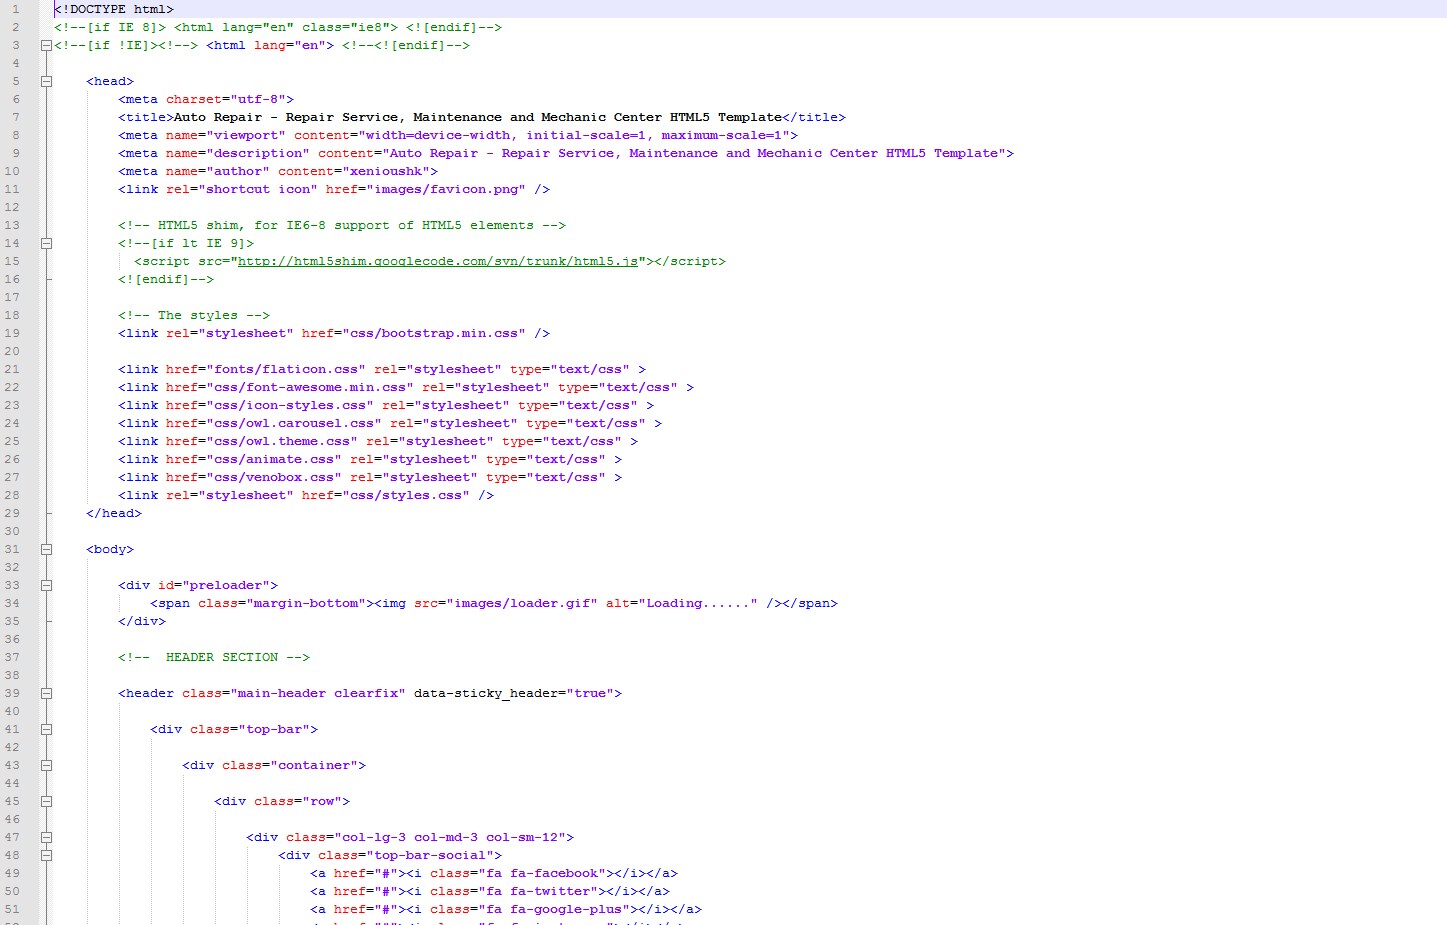 1 <!DOCTYPE html>
2 <!--[if IE 8]> <html lang="en" class="ie8"> <![endif]-->
3 <!--[if !IE]><!--> <html lang="en"> <!--<![endif]-->
4
5 <head>
6 <meta charset="utf-8">
7 <title>Auto Repair - Repair Service, Maintenance and Mechanic Center HTML5 Template</title>
8 <meta name="viewport" content="width=device-width, initial-scale=1, maximum-scale=1">
9 <meta name="description" content="Auto Repair - Repair Service, Maintenance and Mechanic Center HTML5 Template">
10 <meta name="author" content="xenioushk">
11 <link rel="shortcut icon" href="images/favicon.png" />
12
13 <!-- HTML5 shim, for IE6-8 support of HTML5 elements -->
14 <!--[if lt IE 9]>
15 <script src="http://html5shim.googlecode.com/svn/trunk/html5.js"></script>
16 <![endif]-->
17
18 <!-- The styles -->
19 <link rel="stylesheet" href="css/bootstrap.min.css" />
20
21 <link href="fonts/flaticon.css" rel="stylesheet" type="text/css" >
22 <link href="css/font-awesome.min.css" rel="stylesheet" type="text/css" >
23 <link href="css/icon-styles.css" rel="stylesheet" type="text/css" >
24 <link href="css/owl.carousel.css" rel="stylesheet" type="text/css" >
25 <link href="css/owl.theme.css" rel="stylesheet" type="text/css" >
26 <link href="css/animate.css" rel="stylesheet" type="text/css" >
27 <link href="css/venobox.css" rel="stylesheet" type="text/css" >
28 <link rel="stylesheet" href="css/styles.css" />
29 </head>
30
31 <body>
32
33 <div id="preloader">
34 <span class="margin-bottom"><img src="images/loader.gif" alt="Loading......" /></span>
35 </div>
36
37 <!--  HEADER SECTION -->
38
39 <header class="main-header clearfix" data-sticky_header="true">
40
41 <div class="top-bar">
42
43 <div class="container">
44
45 <div class="row">
46
47 <div class="col-lg-3 col-md-3 col-sm-12">
48 <div class="top-bar-social">
49 <a href="#"><i class="fa fa-facebook"></i></a>
50 <a href="#"><i class="fa fa-twitter"></i></a>
51 <a href="#"><i class="fa fa-google-plus"></i></a>